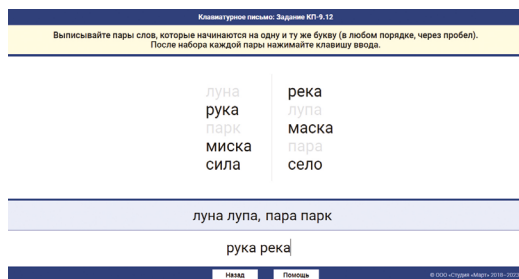 Клавиатурное письмо: Задание КП-9.12
Выписывайте пары слов, которые начинаются на одну и ту же букву (в любом порядке, через пробел).
После набора каждой пары нажимайте клавишу ввода.
луна река
рука лупа
парк маска
миска пара
сила село
луна лупа, пара парк
рука река
Назад Помощь © ООО «Студия «Март» 2018-2023